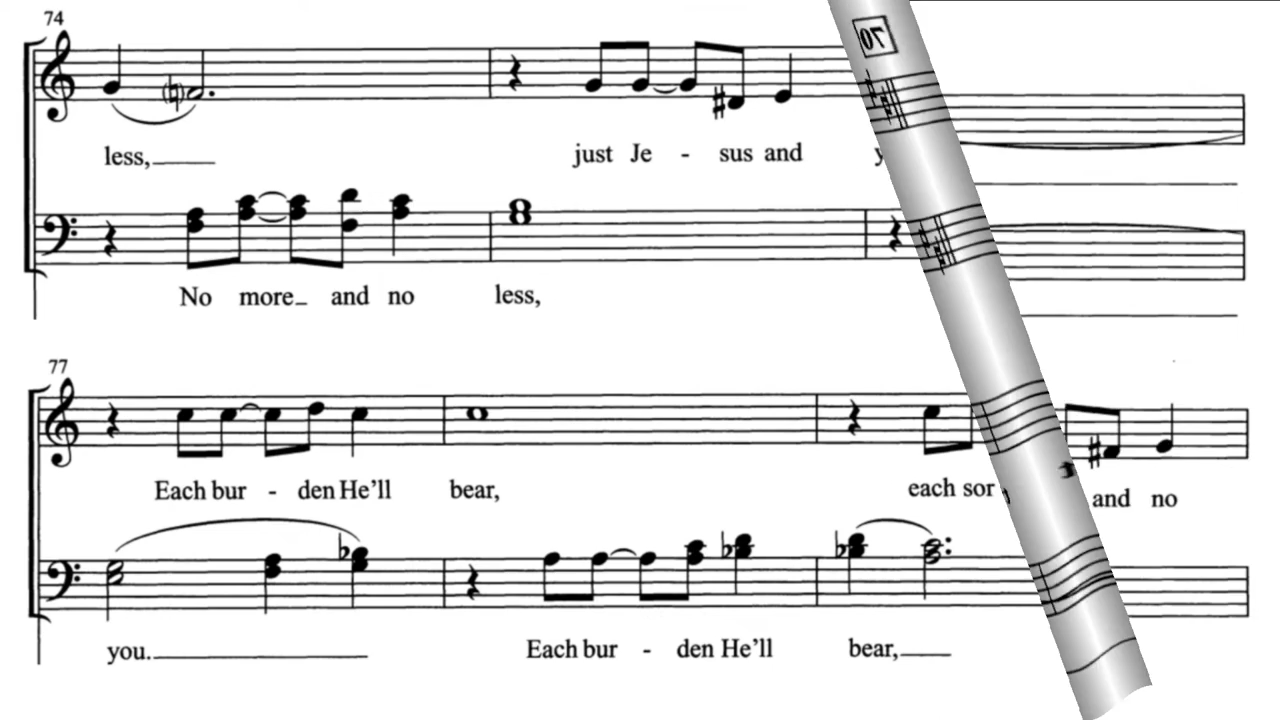 74
70
less,
just Je - sus and
No more and no less,
77
Each bur - den He'll bear, each sor
and no
you. Each bur - den He'll bear,